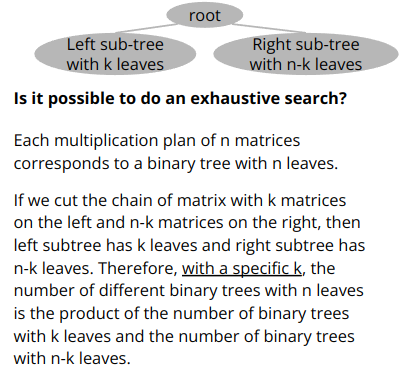 root
Left sub-tree
with k leaves
Right sub-tree
with n-k leaves
Is it possible to do an exhaustive search?
Each multiplication plan of n matrices
corresponds to a binary tree with n leaves.
If we cut the chain of matrix with k matrices
on the left and n-k matrices on the right, then
left subtree has k leaves and right subtree has
n-k leaves. Therefore, with a specific k, the
number of different binary trees with n leaves
is the product of the number of binary trees
with k leaves and the number of binary trees
with n-k leaves.